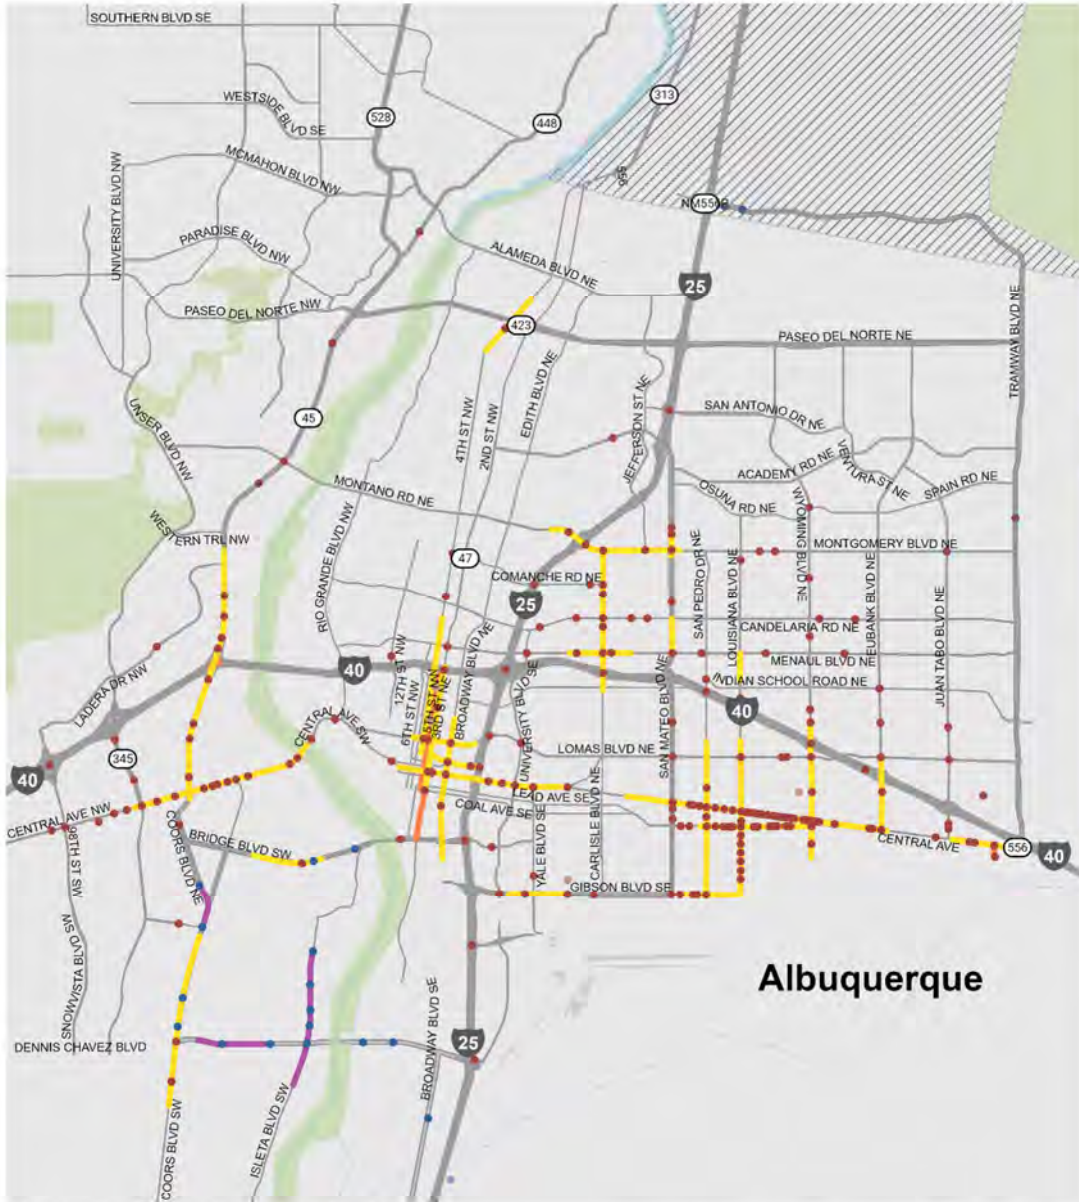 SOUTHERN BLVD SE
313
WESTSIDE BLVD SE
528
448
MCMAHON BLVD NW
556
NM556B
UNIVERSITY BLVD NW
PARADISE BLVD NW
ALAMEDA BLVD NE
25
PASEO DEL NORTE NW
423
PASEO DEL NORTE NE
TRAMWAY BLVD NE
EDITH BLVD NE
45
UNSER BLVD NW
4TH ST NW
2ND ST NW
JEFFERSON ST NE
SAN ANTONIO DR NE
VENTURA ST NE
ACADEMY RD NE
MONTANO RD NE
OSUNA RD NE
WYOMING BLVD NE
SPAIN RD NE
WESTERN TRL NW
RIO GRANDE BLVD NW
47
MONTGOMERY BLVD NE
COMANCHE RD NE
25
SAN PEDRO DR NE
LOUISIANA BLVD NE
EUBANK BLVD NE
JUAN TABO BLVD NE
CANDELARIA RD NE
LADERA DR NW
40
12TH ST NW
6TH ST NW
5TH ST NW
3RD ST NE
BROADWAY BLVD NE
UNIVERSITY BLVD SE
SAN MATEO BLVD NE
MENAUL BLVD NE
INDIAN SCHOOL ROAD NE
40
CENTRAL AVE SW
345
LOMAS BLVD NE
40
LEAD AVE SE
COAL AVE SE
CENTRAL AVE NW
98TH ST SW
COORS BLVD NE
BRIDGE BLVD SW
YALE BLVD SE
CARLISLE BLVD NE
CENTRAL AVE
556
40
GIBSON BLVD SE
SNOWVISTA BLVD SW
Albuquerque
DENNIS CHAVEZ BLVD
25
BROADWAY BLVD SE
COORS BLVD SW
ISLETA BLVD SW